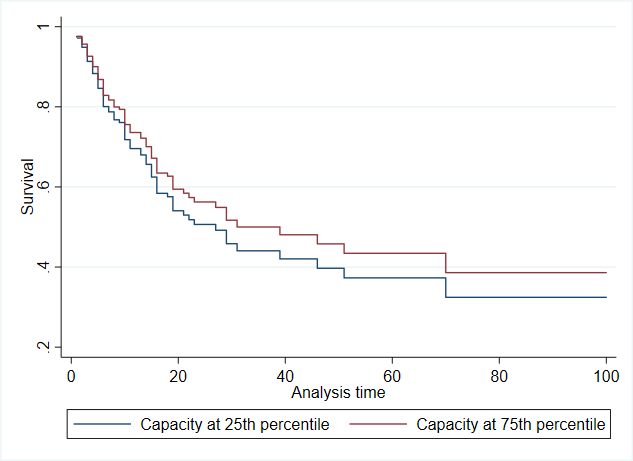 1
.8
.6
.4
.2
Survival
0 20 40 60 80 100
Analysis time
Capacity at 25th percentile Capacity at 75th percentile